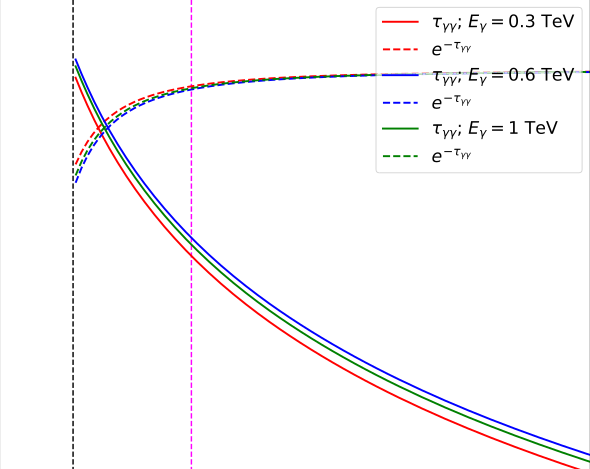 τγγ; Eγ = 0.3 TeV
e^−τγγ
τγγ; Eγ = 0.6 TeV
e^−τγγ
τγγ; Eγ = 1 TeV
e^−τγγ